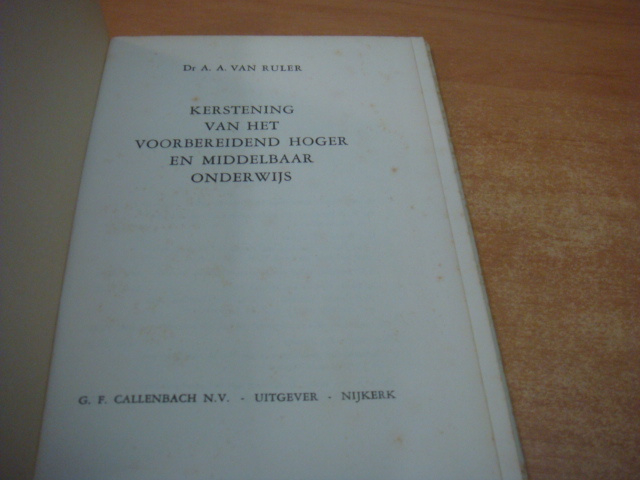 Dr A. A. VAN RULER
KERSTENING
VAN HET
VOORBEREIDEND HOGER
EN MIDDELBAAR
ONDERWIJS
G. F. CALLENBACH N.V. - UITGEVER - NIJKERK